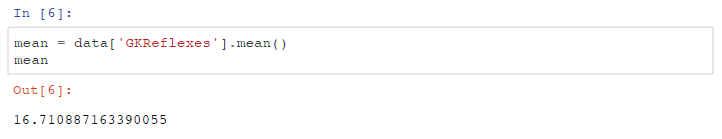 In [6]:
mean = data['GKReflexes'].mean()
mean
Out[6]:
16.710887163390055